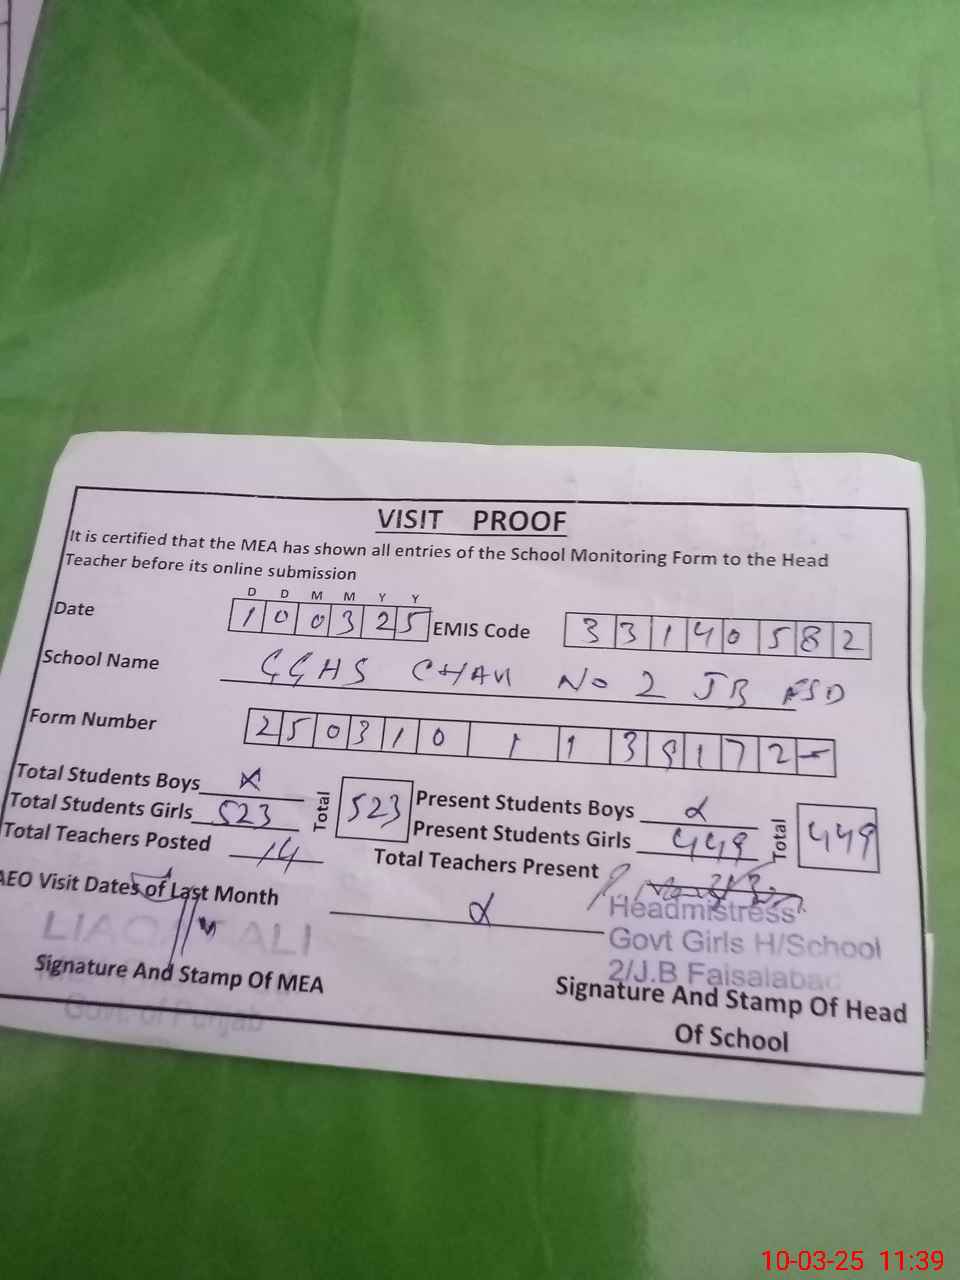 VISIT PROOF
It is certified that the MEA has shown all entries of the School Monitoring Form to the Head
Teacher before its online submission
D D M M Y Y
Date 1 0 0 3 2 5 EMIS Code 3 3 1 4 0 5 8 2
School Name GGHS CHAK No 2 JB FSD
Form Number 2 5 0 3 1 0 1 1 3 9 1 7 2 -
Total Students Boys Total 523 Present Students Boys Total 449
Total Students Girls 523 Present Students Girls 449
Total Teachers Posted 14 Total Teachers Present
AEO Visit Dates of Last Month
Headmistress
Govt Girls H/School
2/J.B Faisalabad
LIAQAT ALI
Signature And Stamp Of MEA
Govt. of Punjab
Signature And Stamp Of Head
Of School
10-03-25 11:39